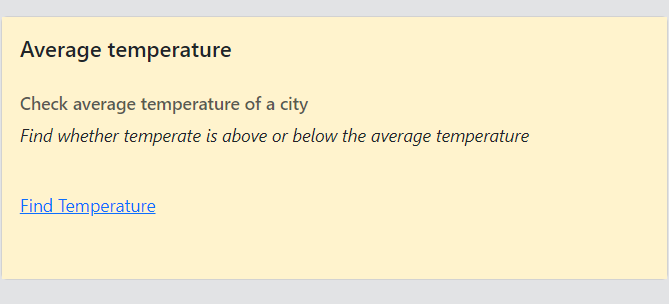 Average temperature
Check average temperature of a city
Find whether temperate is above or below the average temperature
Find Temperature